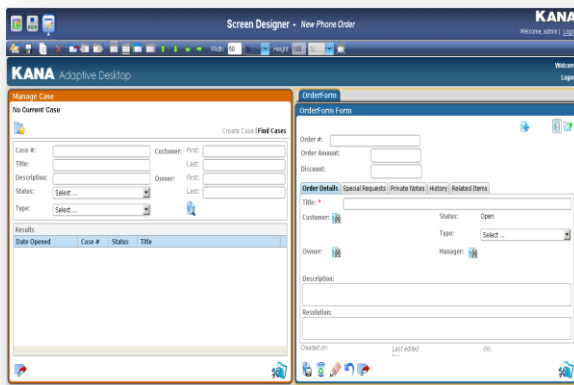 Screen Designer - New Phone Order
KANA
Welcome, admin | Logo
Width: 50 % Height: 100 %
KANA Adaptive Desktop
Welcom
Logo
Manage Case
No Current Case
Create Case | Find Cases
Case #:
Customer: First:
Title:
Last:
Description:
Owner: First:
Status: Select ...
Last:
Type: Select ...
Results
Date Opened Case # Status Title
OrderForm
OrderForm Form
Order #:
Order Amount:
Discount:
Order Details Special Requests Private Notes History Related Items
Title: *
Customer:
Status: Open
Type: Select ...
Owner:
Manager:
Description:
Resolution:
Created on:
Last edited
On: